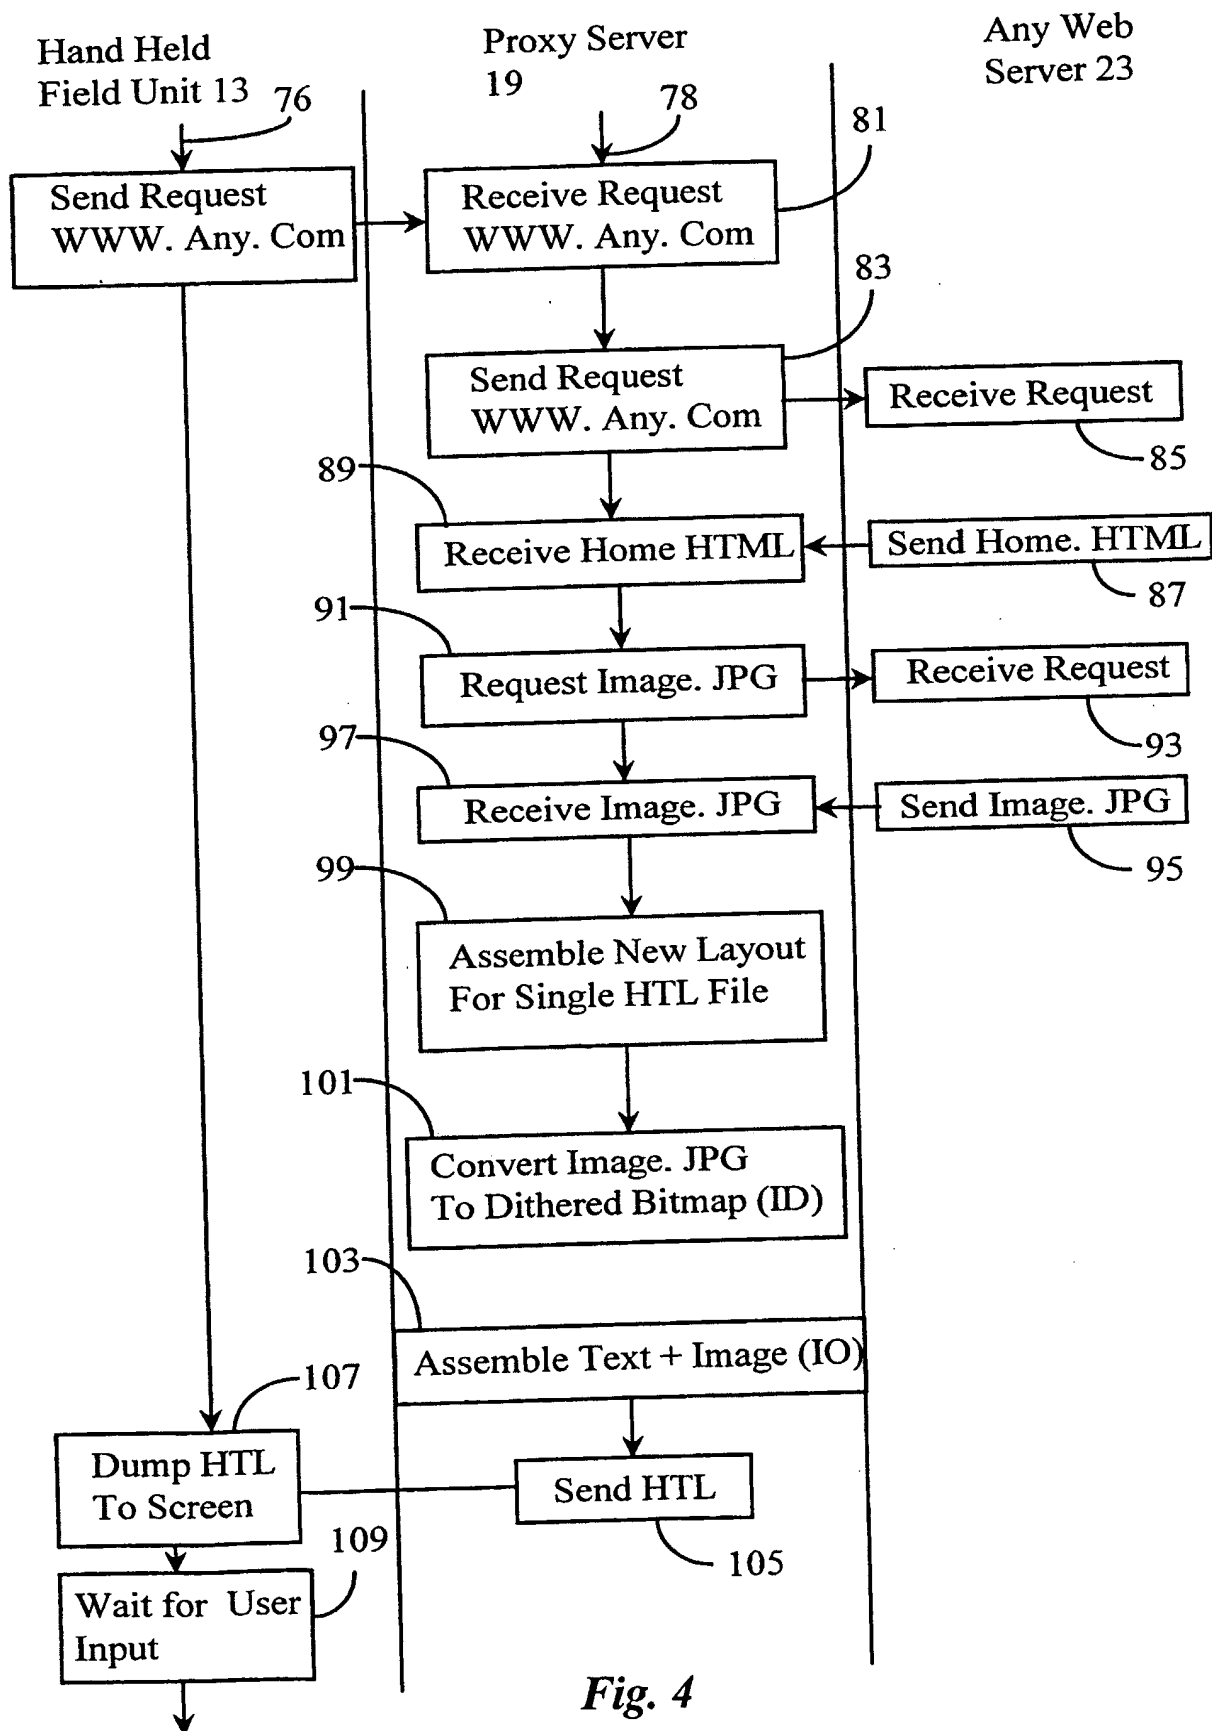 Hand Held
Field Unit 13
76
Proxy Server
19
78
Any Web
Server 23
81
Send Request
WWW. Any. Com
Receive Request
WWW. Any. Com
83
Send Request
WWW. Any. Com
Receive Request
85
89
Receive Home HTML
Send Home. HTML
87
91
Request Image. JPG
Receive Request
93
97
Receive Image. JPG
Send Image. JPG
95
99
Assemble New Layout
For Single HTL File
101
Convert Image. JPG
To Dithered Bitmap (ID)
103
Assemble Text + Image (IO)
107
Dump HTL
To Screen
Send HTL
105
109
Wait for User
Input
Fig. 4